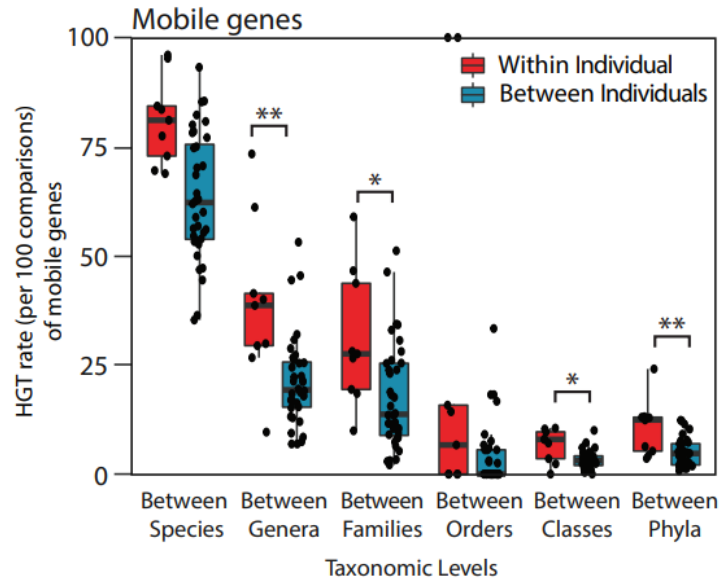 Mobile genes
HGT rate (per 100 comparisons
of mobile genes
100
75
50
25
0
Within Individual
Between Individuals
**
*
*
**
Between
Species
Between
Genera
Between
Families
Between
Orders
Between
Classes
Between
Phyla
Taxonomic Levels